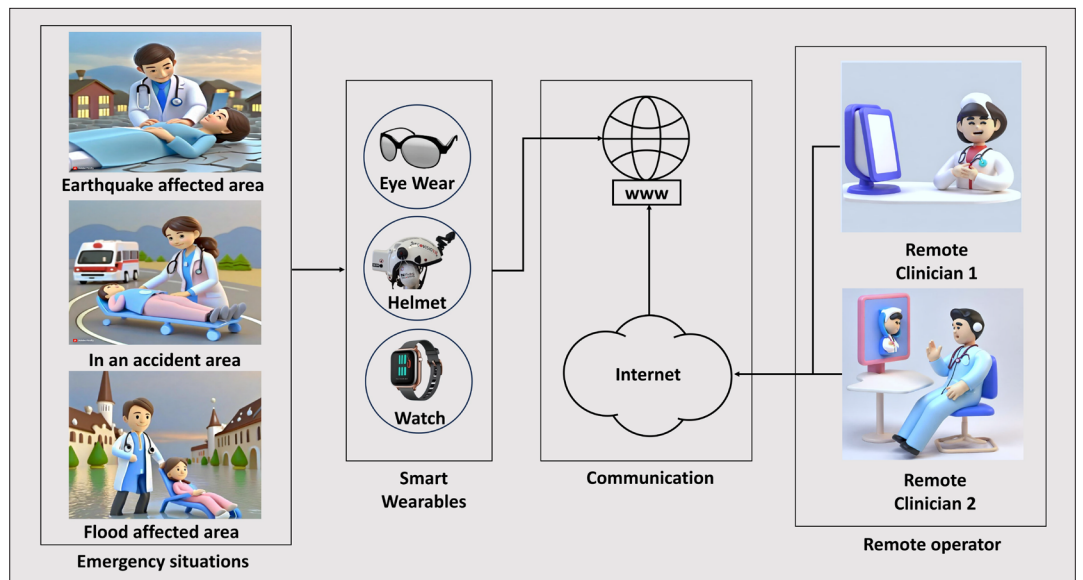 Earthquake affected area
In an accident area
Flood affected area
Emergency situations
Eye Wear
Helmet
Watch
Smart
Wearables
www
Internet
Communication
Remote
Clinician 1
Remote
Clinician 2
Remote operator